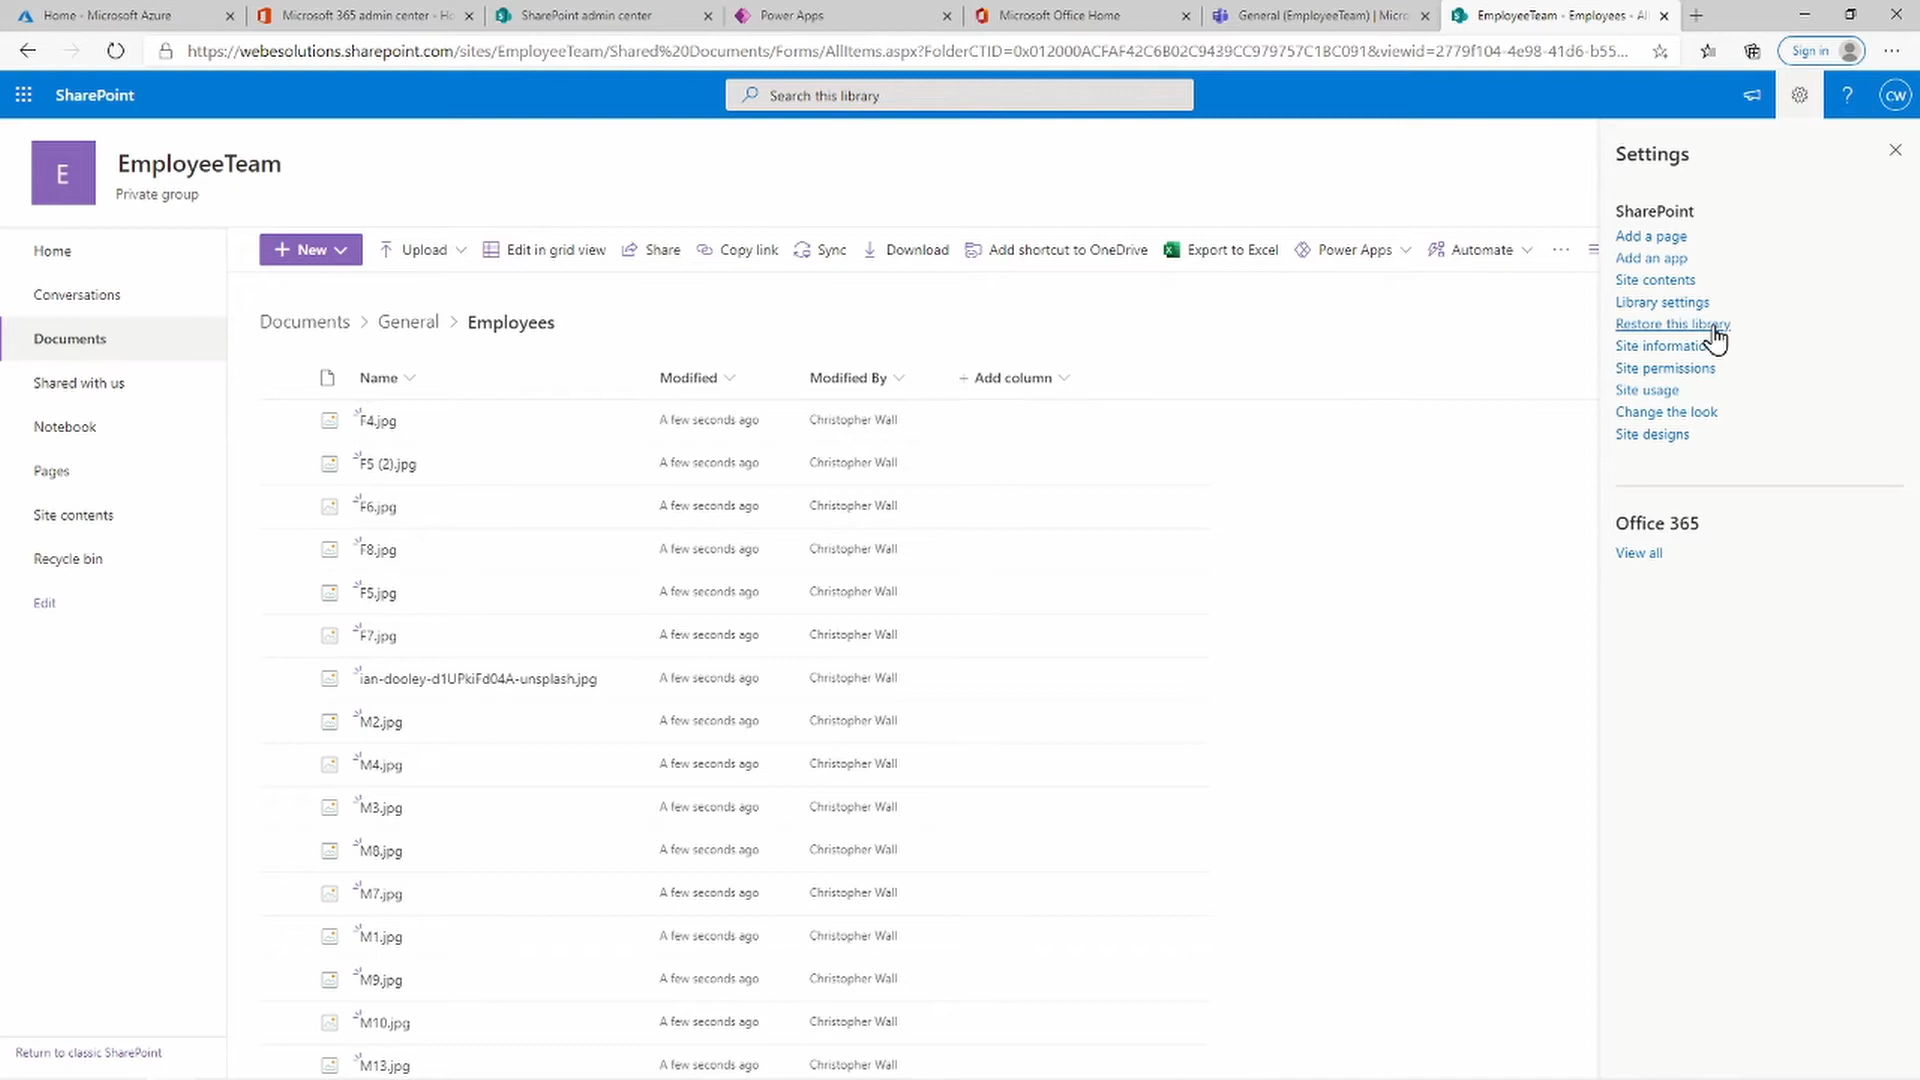 Home - Microsoft Azure
Microsoft 365 admin center - Ho
SharePoint admin center
Power Apps
Microsoft Office Home
General (EmployeeTeam) | Micro
EmployeeTeam - Employees - All
https://webesolutions.sharepoint.com/sites/EmployeeTeam/Shared%20Documents/Forms/AllItems.aspx?FolderCTID=0x012000ACFAF42C6B02C9439CC979757C1BC091&viewid=2779f104-4e98-41d6-b55...
Sign in
SharePoint
Search this library
?
CW
E
EmployeeTeam
Private group
Home
Conversations
Documents
Shared with us
Notebook
Pages
Site contents
Recycle bin
Edit
Return to classic SharePoint
+ New
Upload
Edit in grid view
Share
Copy link
Sync
Download
Add shortcut to OneDrive
Export to Excel
Power Apps
Automate
...
Documents > General > Employees
Name
Modified
Modified By
+ Add column
F4.jpg A few seconds ago Christopher Wall
F5 (2).jpg A few seconds ago Christopher Wall
F6.jpg A few seconds ago Christopher Wall
F8.jpg A few seconds ago Christopher Wall
F5.jpg A few seconds ago Christopher Wall
F7.jpg A few seconds ago Christopher Wall
ian-dooley-d1UPkiFd04A-unsplash.jpg A few seconds ago Christopher Wall
M2.jpg A few seconds ago Christopher Wall
M4.jpg A few seconds ago Christopher Wall
M3.jpg A few seconds ago Christopher Wall
M8.jpg A few seconds ago Christopher Wall
M7.jpg A few seconds ago Christopher Wall
M1.jpg A few seconds ago Christopher Wall
M9.jpg A few seconds ago Christopher Wall
M10.jpg A few seconds ago Christopher Wall
M13.jpg A few seconds ago Christopher Wall
Settings
SharePoint
Add a page
Add an app
Site contents
Library settings
Restore this library
Site informatio
Site permissions
Site usage
Change the look
Site designs
Office 365
View all